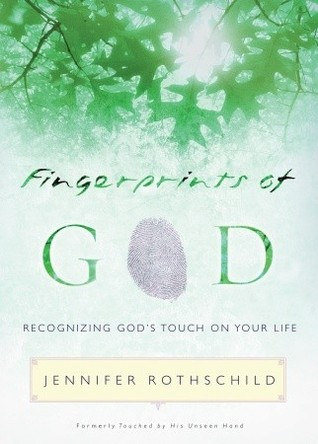 Fingerprints of
GOD
RECOGNIZING GOD'S TOUCH ON YOUR LIFE
JENNIFER ROTHSCHILD
Formerly Touched by His Unseen Hand